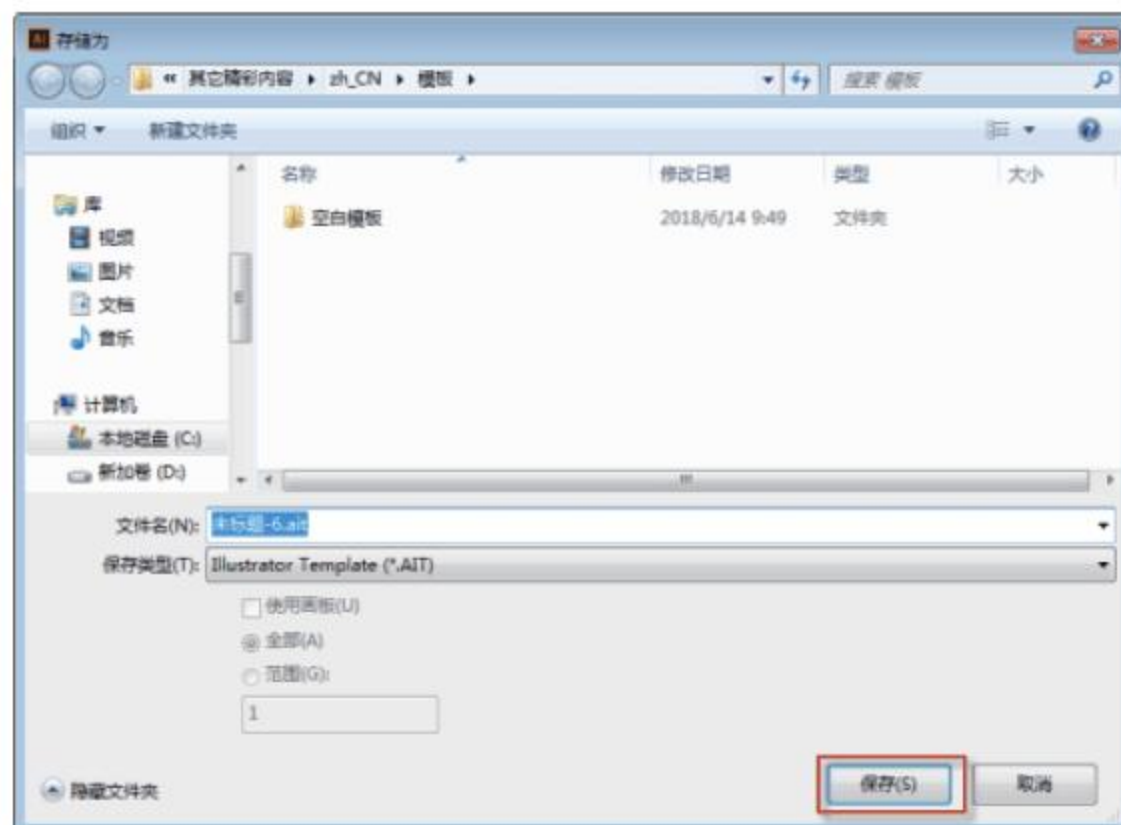 Ai 存储为
« 其它精彩内容 ▸ zh_CN ▸ 模板 ▸ 搜索 模板
组织 新建文件夹
名称 修改日期 类型 大小
库
空白模板 2018/6/14 9:49 文件夹
视频
图片
文档
音乐
计算机
本地磁盘 (C:)
新加卷 (D:)
文件名(N): 未标题-6.ait
保存类型(T): Illustrator Template (*.AIT)
使用画板(U)
全部(A)
范围(G):
1
隐藏文件夹 保存(S) 取消